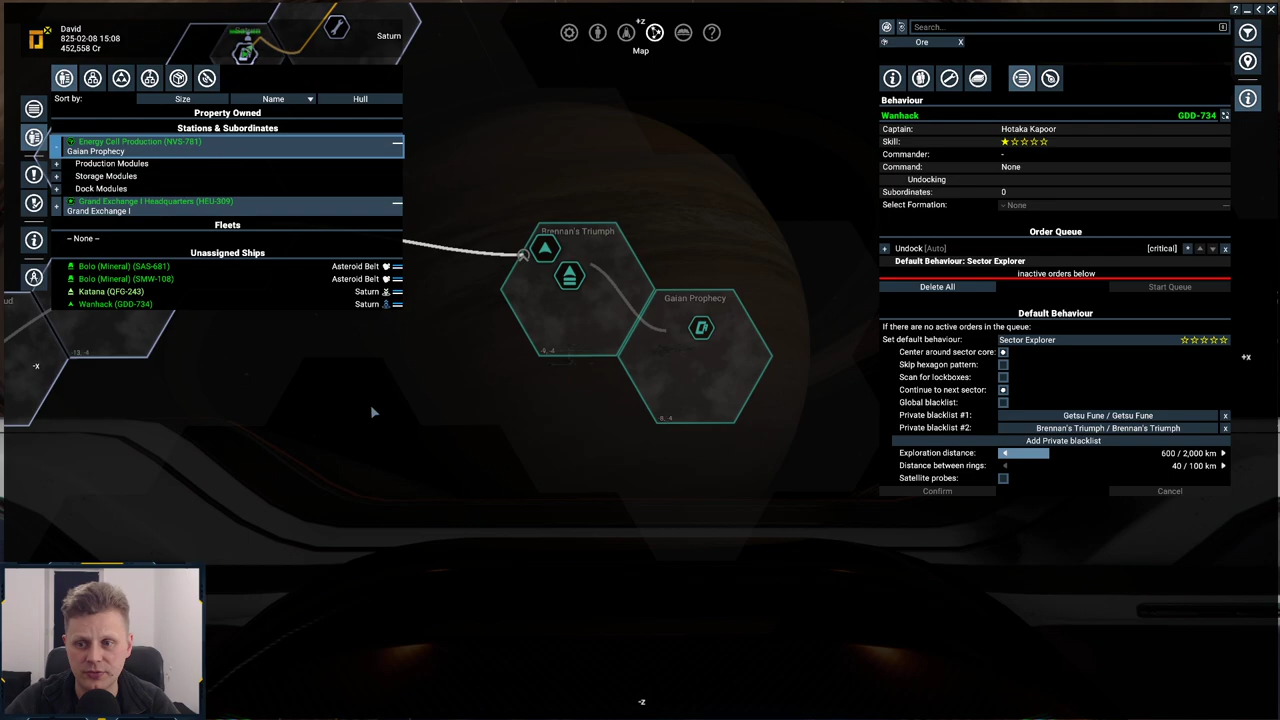 David
825-02-08 15:08
452,558 Cr
Saturn
+z
Map
Search...
Ore X
Sort by: Size Name Hull
Property Owned
Stations & Subordinates
- Energy Cell Production (NVS-781)
Gaian Prophecy
+ Production Modules
+ Storage Modules
+ Dock Modules
+ Grand Exchange I Headquarters (HEU-309)
Grand Exchange I
Fleets
-- None --
Unassigned Ships
Bolo (Mineral) (SAS-681) Asteroid Belt
Bolo (Mineral) (SMW-108) Asteroid Belt
Katana (QFG-243) Saturn
Wanhack (GDD-734) Saturn
-13, -4
-x
Brennan's Triumph
Gaian Prophecy
-8, -4
+x
-z
Behaviour
Wanhack GDD-734
Captain: Hotaka Kapoor
Skill:
Commander: -
Command: None
Undocking
Subordinates: 0
Select Formation: None
Order Queue
+ Undock [Auto] [critical] x
Default Behaviour: Sector Explorer
inactive orders below
Delete All Start Queue
Default Behaviour
If there are no active orders in the queue:
Set default behaviour: Sector Explorer
Center around sector core:
Skip hexagon pattern:
Scan for lockboxes:
Continue to next sector:
Global blacklist:
Private blacklist #1: Getsu Fune / Getsu Fune x
Private blacklist #2: Brennan's Triumph / Brennan's Triumph x
Add Private blacklist
Exploration distance: 600 / 2,000 km
Distance between rings: 40 / 100 km
Satellite probes:
Confirm Cancel